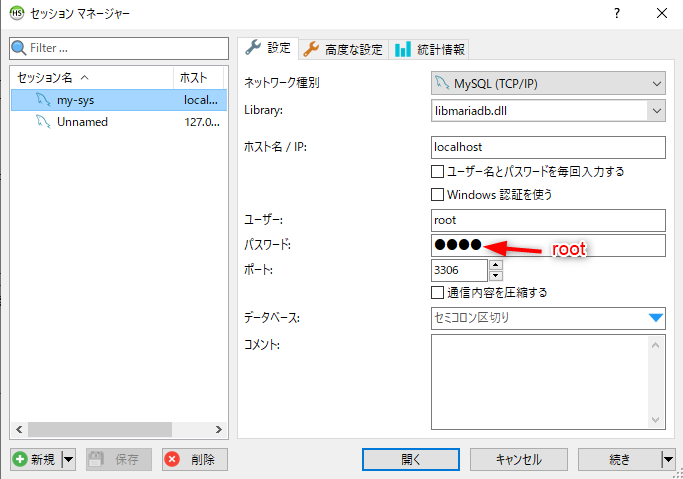 HS セッション マネージャー
Filter ...
セッション名 ホスト
my-sys local...
Unnamed 127.0...
設定 高度な設定 統計情報
ネットワーク種別 MySQL (TCP/IP)
Library: libmariadb.dll
ホスト名 / IP: localhost
ユーザー名とパスワードを毎回入力する
Windows 認証を使う
ユーザー: root
パスワード: ●●●● root
ポート: 3306
通信内容を圧縮する
データベース: セミコロン区切り
コメント:
新規 保存 削除 開く キャンセル 続き